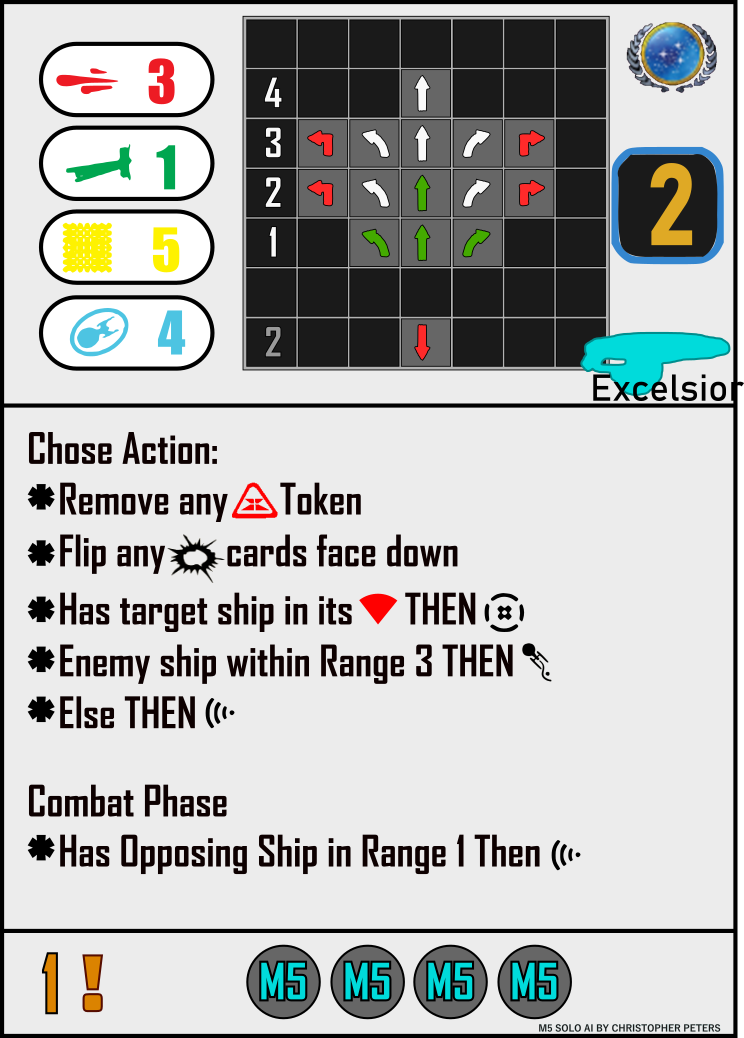 3
1
5
4
4
3
2
1
2
2
Excelsior
Chose Action:
Remove any Token
Flip any cards face down
Has target ship in its THEN
Enemy ship within Range 3 THEN
Else THEN
Combat Phase
Has Opposing Ship in Range 1 Then
1 !
M5 M5 M5 M5
M5 SOLO AI BY CHRISTOPHER PETERS